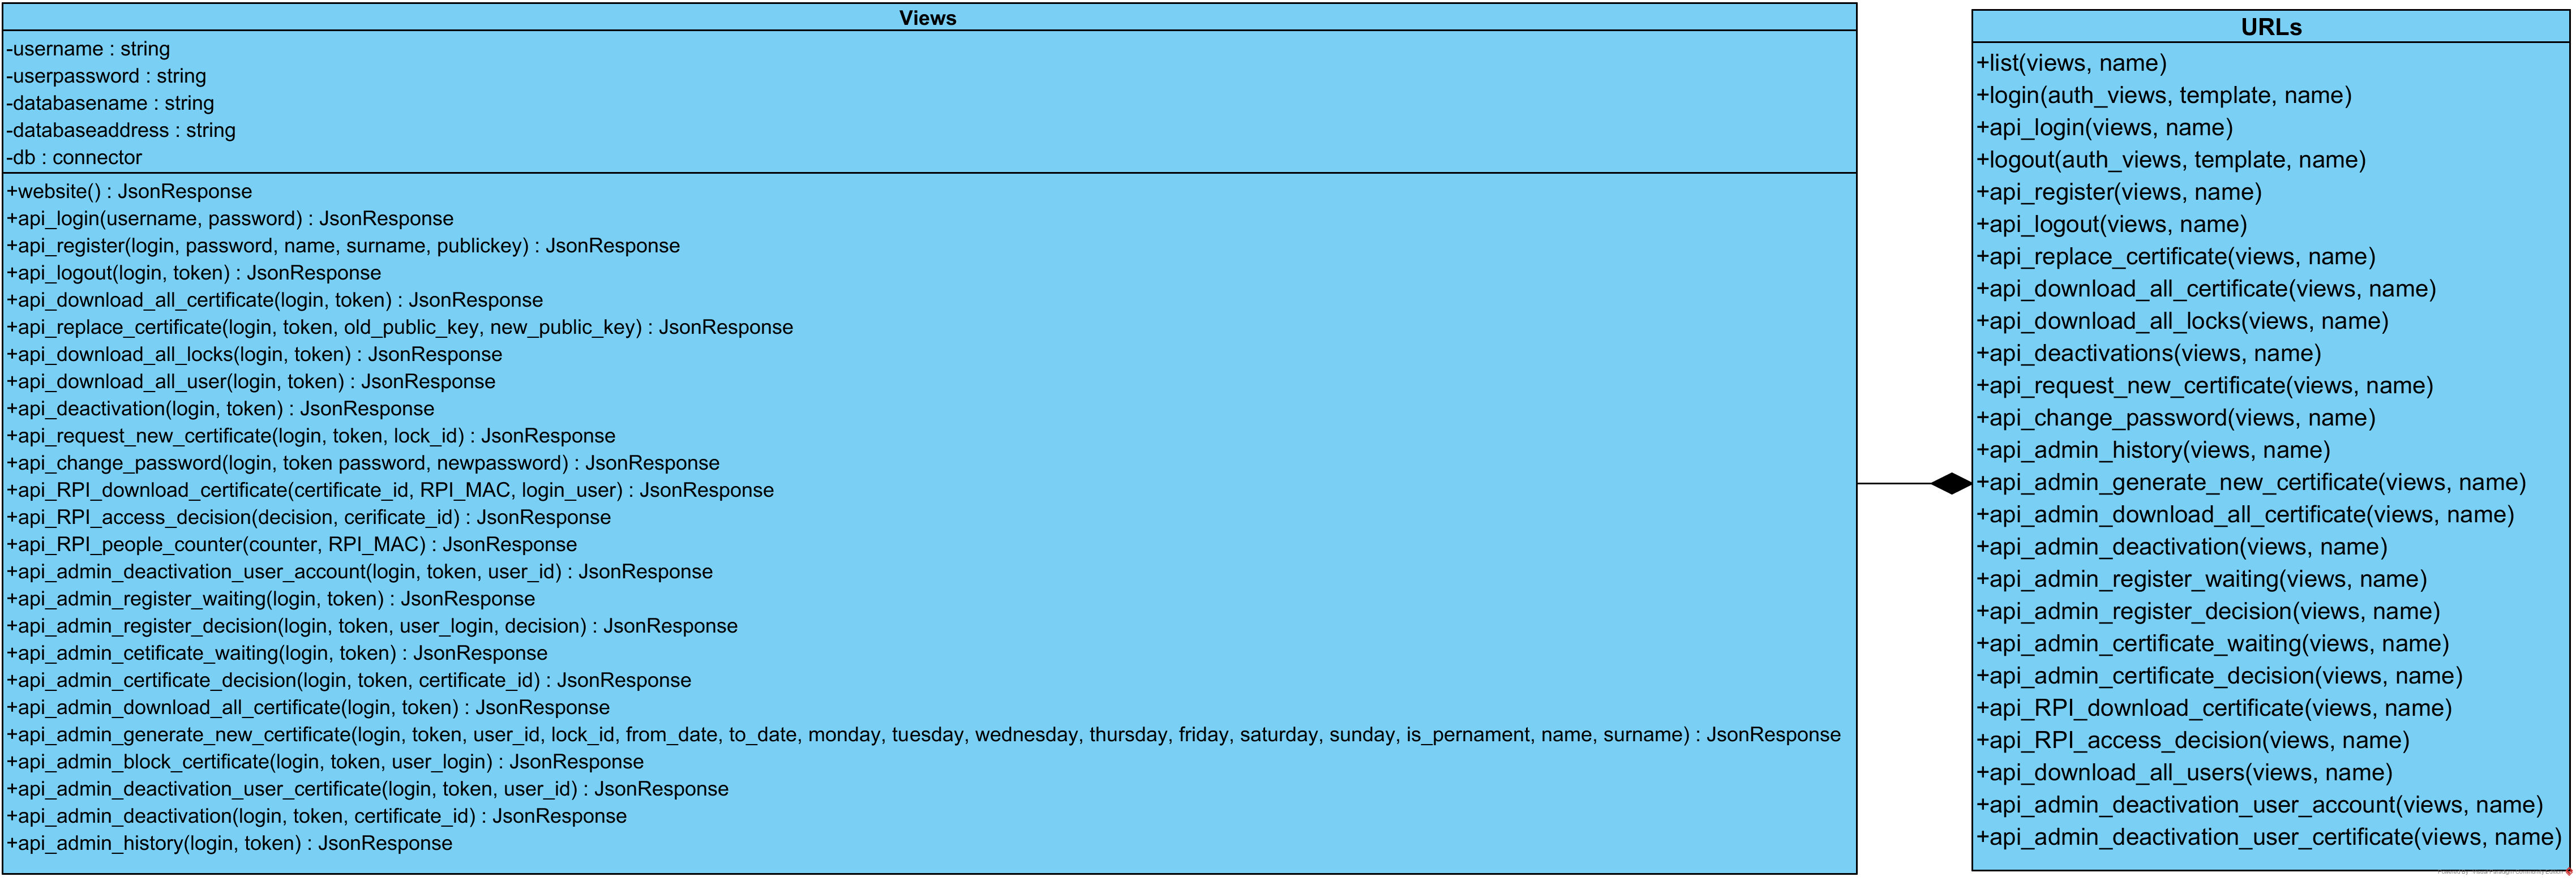 Views
-username : string
-userpassword : string
-databasename : string
-databaseaddress : string
-db : connector
+website() : JsonResponse
+api_login(username, password) : JsonResponse
+api_register(login, password, name, surname, publickey) : JsonResponse
+api_logout(login, token) : JsonResponse
+api_download_all_certificate(login, token) : JsonResponse
+api_replace_certificate(login, token, old_public_key, new_public_key) : JsonResponse
+api_download_all_locks(login, token) : JsonResponse
+api_download_all_user(login, token) : JsonResponse
+api_deactivation(login, token) : JsonResponse
+api_request_new_certificate(login, token, lock_id) : JsonResponse
+api_change_password(login, token password, newpassword) : JsonResponse
+api_RPI_download_certificate(certificate_id, RPI_MAC, login_user) : JsonResponse
+api_RPI_access_decision(decision, cerificate_id) : JsonResponse
+api_RPI_people_counter(counter, RPI_MAC) : JsonResponse
+api_admin_deactivation_user_account(login, token, user_id) : JsonResponse
+api_admin_register_waiting(login, token) : JsonResponse
+api_admin_register_decision(login, token, user_login, decision) : JsonResponse
+api_admin_cetificate_waiting(login, token) : JsonResponse
+api_admin_certificate_decision(login, token, certificate_id) : JsonResponse
+api_admin_download_all_certificate(login, token) : JsonResponse
+api_admin_generate_new_certificate(login, token, user_id, lock_id, from_date, to_date, monday, tuesday, wednesday, thursday, friday, saturday, sunday, is_pernament, name, surname) : JsonResponse
+api_admin_block_certificate(login, token, user_login) : JsonResponse
+api_admin_deactivation_user_certificate(login, token, user_id) : JsonResponse
+api_admin_deactivation(login, token, certificate_id) : JsonResponse
+api_admin_history(login, token) : JsonResponse
URLs
+list(views, name)
+login(auth_views, template, name)
+api_login(views, name)
+logout(auth_views, template, name)
+api_register(views, name)
+api_logout(views, name)
+api_replace_certificate(views, name)
+api_download_all_certificate(views, name)
+api_download_all_locks(views, name)
+api_deactivations(views, name)
+api_request_new_certificate(views, name)
+api_change_password(views, name)
+api_admin_history(views, name)
+api_admin_generate_new_certificate(views, name)
+api_admin_download_all_certificate(views, name)
+api_admin_deactivation(views, name)
+api_admin_register_waiting(views, name)
+api_admin_register_decision(views, name)
+api_admin_certificate_waiting(views, name)
+api_admin_certificate_decision(views, name)
+api_RPI_download_certificate(views, name)
+api_RPI_access_decision(views, name)
+api_download_all_users(views, name)
+api_admin_deactivation_user_account(views, name)
+api_admin_deactivation_user_certificate(views, name)